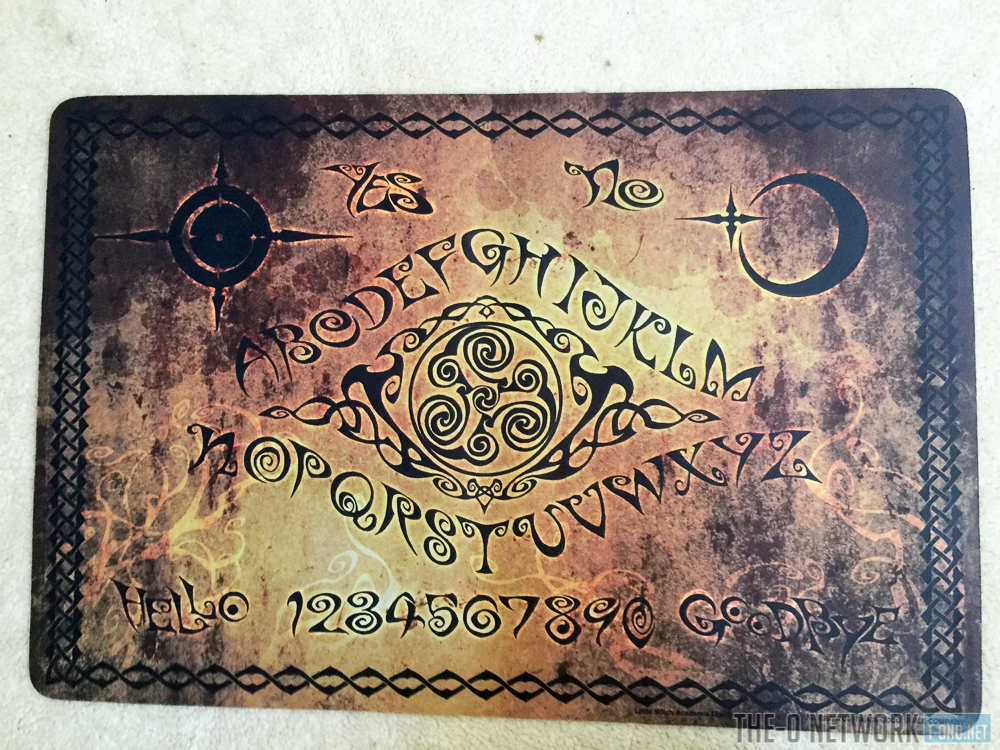 YES NO
ABCDEFGHIJKLM
NOPQRSTUVWXYZ
HELLO 1234567890 GOODBYE
THE-O NETWORK